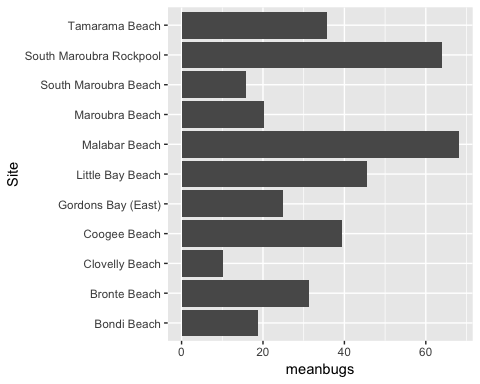 Tamarama Beach
South Maroubra Rockpool
South Maroubra Beach
Maroubra Beach
Malabar Beach
Little Bay Beach
Gordons Bay (East)
Coogee Beach
Clovelly Beach
Bronte Beach
Bondi Beach
Site
0 20 40 60
meanbugs